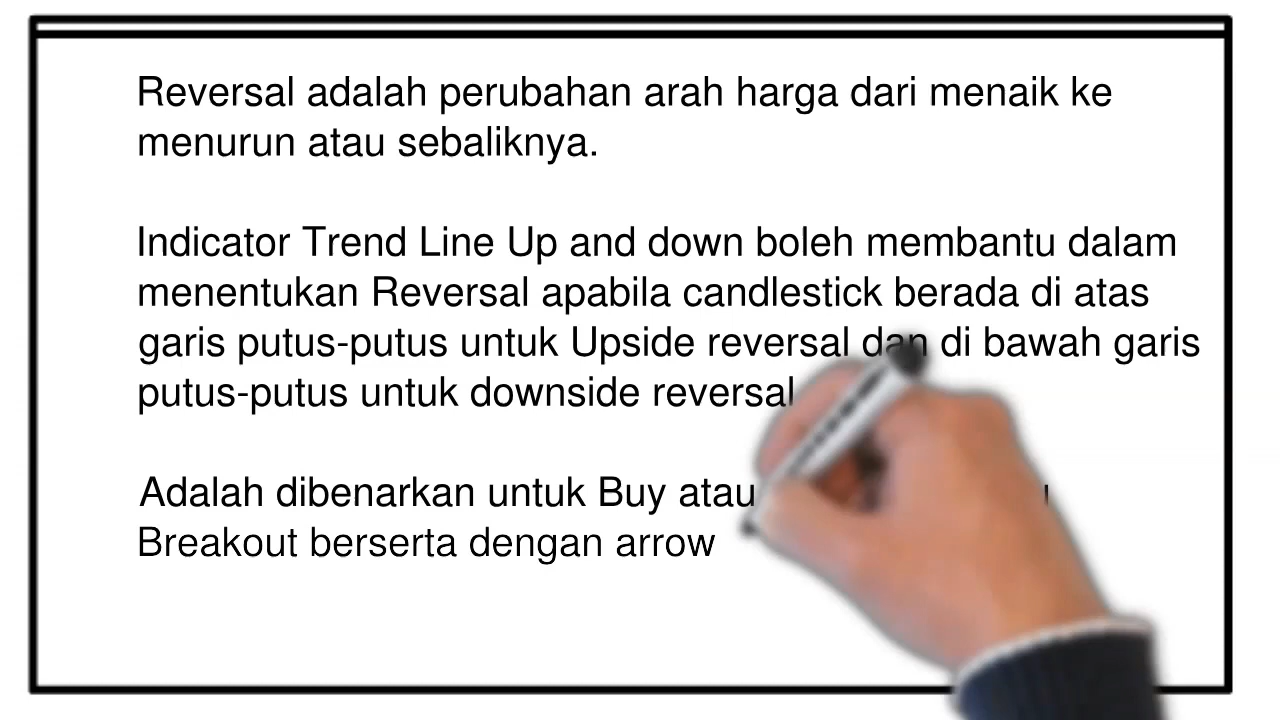 Reversal adalah perubahan arah harga dari menaik ke
menurun atau sebaliknya.
Indicator Trend Line Up and down boleh membantu dalam
menentukan Reversal apabila candlestick berada di atas
garis putus-putus untuk Upside reversal dan di bawah garis
putus-putus untuk downside reversal
Adalah dibenarkan untuk Buy atau
Breakout berserta dengan arrow